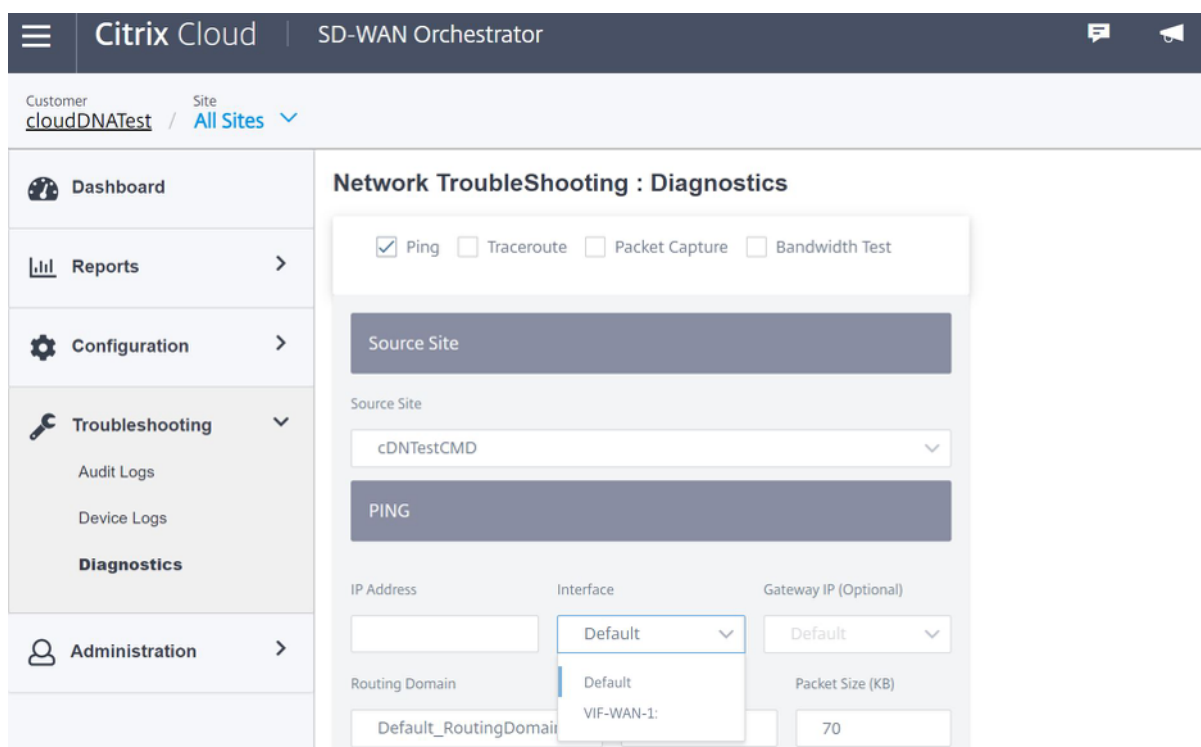 Citrix Cloud | SD-WAN Orchestrator
Customer Site
cloudDNATest / All Sites
Dashboard
Reports
Configuration
Troubleshooting
Audit Logs
Device Logs
Diagnostics
Administration
Network TroubleShooting : Diagnostics
Ping Traceroute Packet Capture Bandwidth Test
Source Site
Source Site
cDNTestCMD
PING
IP Address Interface Gateway IP (Optional)
Default Default
Default
VIF-WAN-1:
Routing Domain Packet Size (KB)
Default_RoutingDomain 70